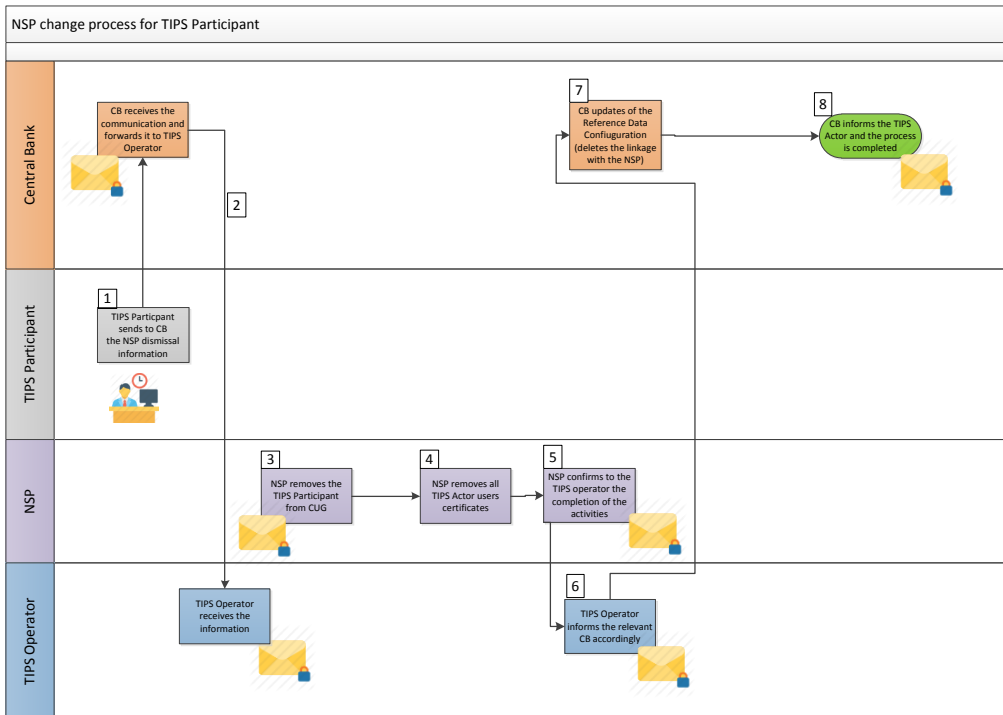 NSP change process for TIPS Participant
Central Bank
CB receives the
communication and
forwards it to TIPS
Operator
2
7
CB updates of the
Reference Data
Confiuguration
(deletes the linkage
with the NSP)
8
CB informs the TIPS
Actor and the process
is completed
TIPS Participant
1
TIPS Particpant
sends to CB
the NSP dismissal
information
NSP
3
NSP removes the
TIPS Participant
from CUG
4
NSP removes all
TIPS Actor users
certificates
5
NSP confirms to the
TIPS operator the
completion of the
activities
TIPS Operator
TIPS Operator
receives the
information
6
TIPS Operator
informs the relevant
CB accordingly